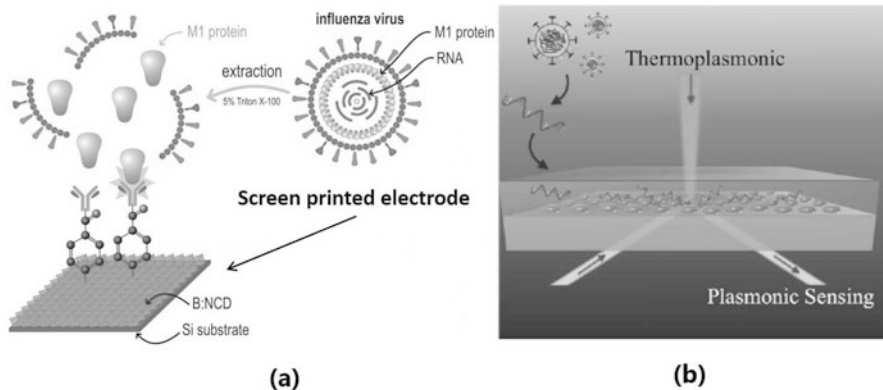 M1 protein
influenza virus
M1 protein
RNA
extraction
5% Triton X-100
Screen printed electrode
B:NCD
Si substrate
(a)
Thermoplasmonic
Plasmonic Sensing
(b)